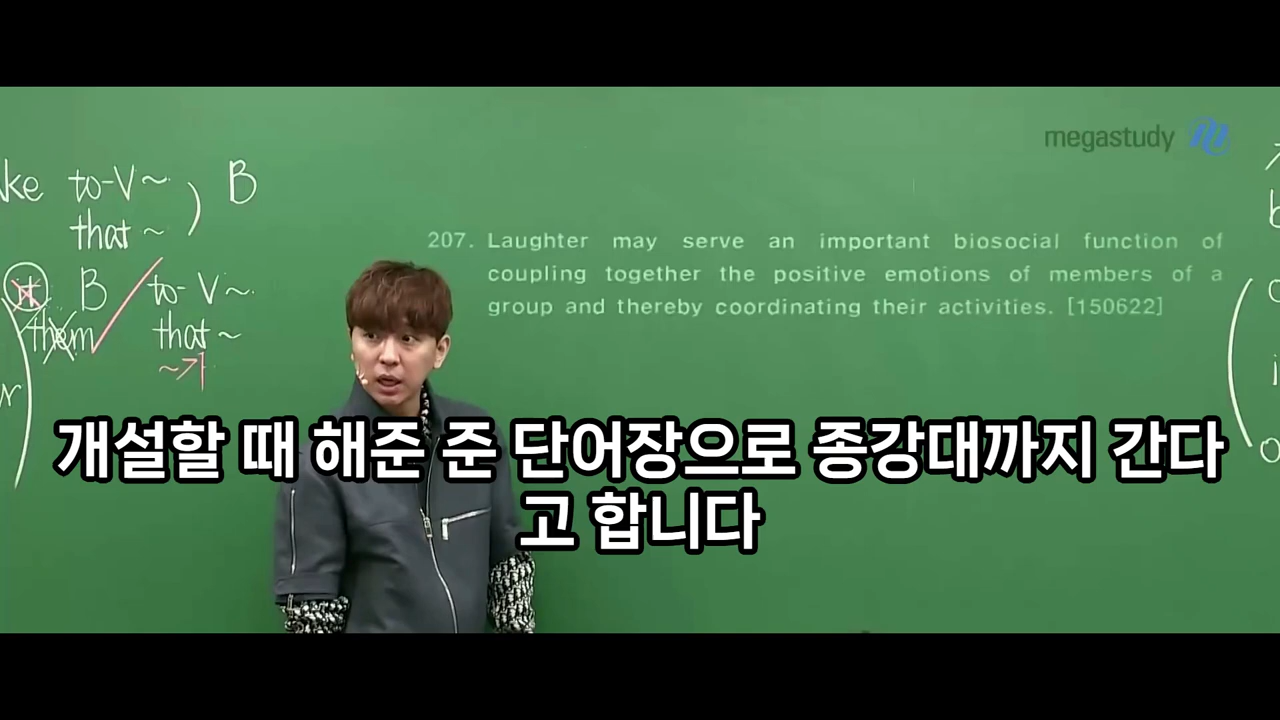 megastudy
ke to-V~
that ~
) B
207. Laughter may serve an important biosocial function of
coupling together the positive emotions of members of a
group and thereby coordinating their activities. [150622]
it B / to-V~
them that ~
~가
개설할 때 해준 준 단어장으로 종강대까지 간다
고 합니다